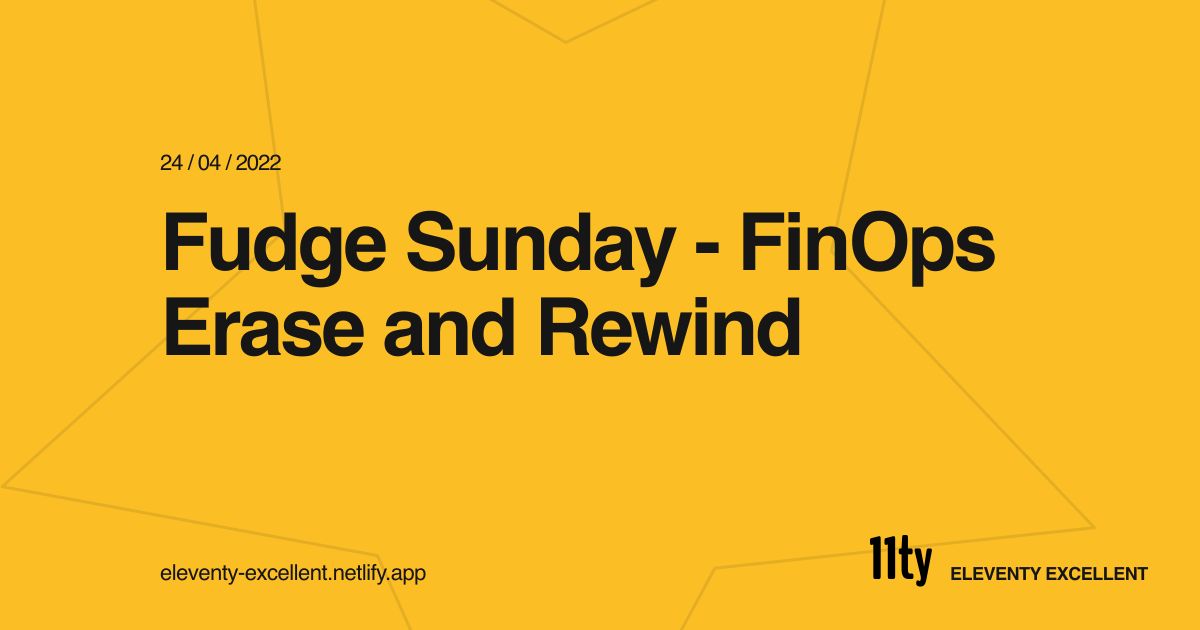 24 / 04 / 2022
Fudge Sunday - FinOps
Erase and Rewind
eleventy-excellent.netlify.app
11ty ELEVENTY EXCELLENT